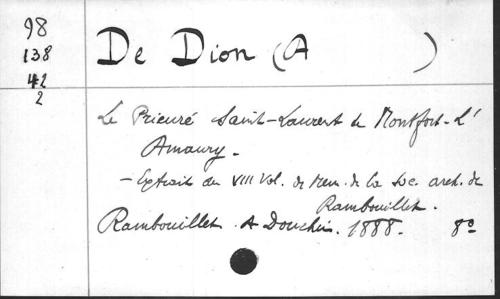 98
138
42
2
De Dion (A )
Le Prieuré Saint-Laurent de Montfort-L'
Amaury -
- Extrait du VIII Vol. de Mem. de la Soc. arch. de
Rambouillet.
Rambouillet. A Douchin. 1888. 8º